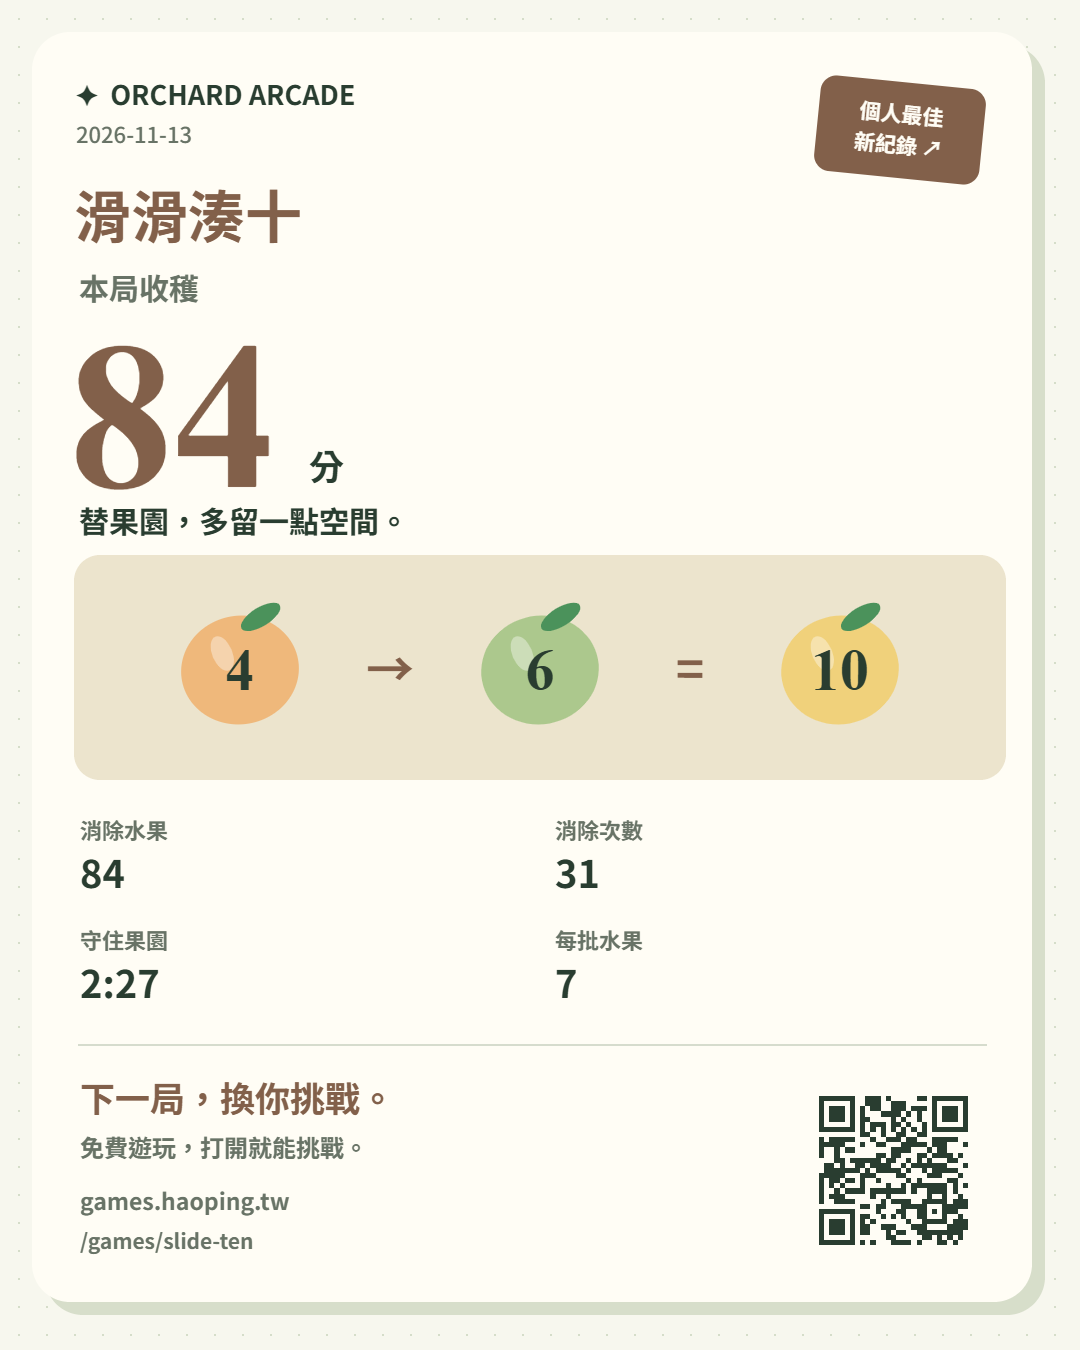 ✦ ORCHARD ARCADE
2026-11-13
個人最佳
新紀錄 ↗
滑滑湊十
本局收穫
84 分
替果園，多留一點空間。
4 → 6 = 10
消除水果
84
消除次數
31
守住果園
2:27
每批水果
7
下一局，換你挑戰。
免費遊玩，打開就能挑戰。
games.haoping.tw
/games/slide-ten